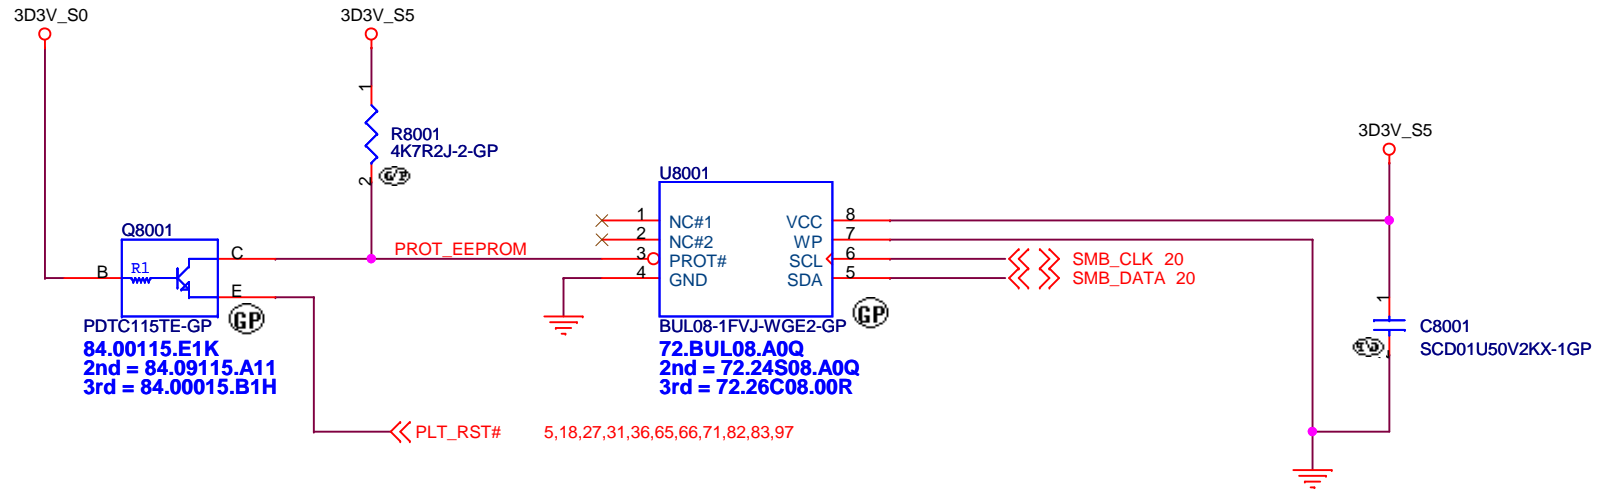 3D3V_S0
3D3V_S5
1
R8001
4K7R2J-2-GP
2
G/P
3D3V_S5
U8001
1 NC#1 VCC 8
2 NC#2 WP 7
3 PROT# SCL 6
4 GND SDA 5
PROT_EEPROM
SMB_CLK 20
SMB_DATA 20
Q8001
B R1 C
E
GP
PDTC115TE-GP
84.00115.E1K
2nd = 84.09115.A11
3rd = 84.00015.B1H
GP
BUL08-1FVJ-WGE2-GP
72.BUL08.A0Q
2nd = 72.24S08.A0Q
3rd = 72.26C08.00R
1
C8001
SCD01U50V2KX-1GP
PLT_RST# 5,18,27,31,36,65,66,71,82,83,97